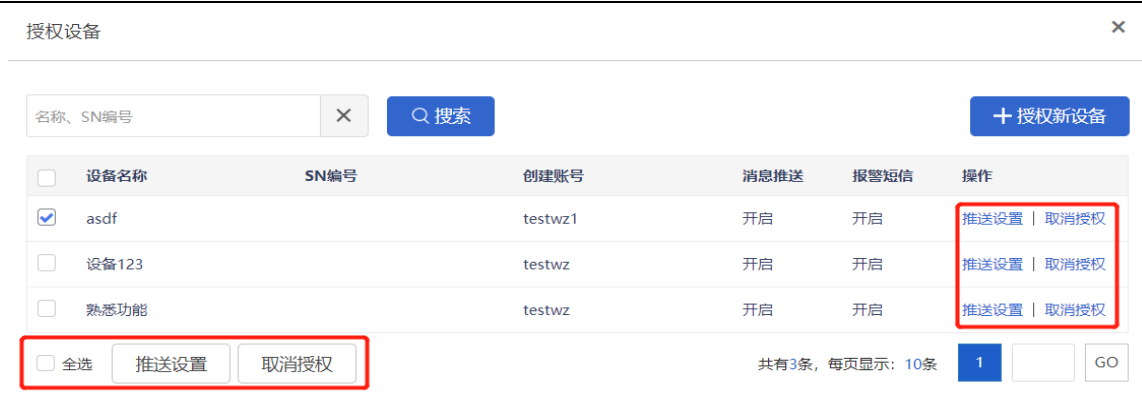 授权设备
名称、SN编号 搜索 授权新设备
设备名称 SN编号 创建账号 消息推送 报警短信 操作
asdf testwz1 开启 开启 推送设置 | 取消授权
设备123 testwz 开启 开启 推送设置 | 取消授权
熟悉功能 testwz 开启 开启 推送设置 | 取消授权
全选 推送设置 取消授权 共有3条，每页显示：10条 1 GO